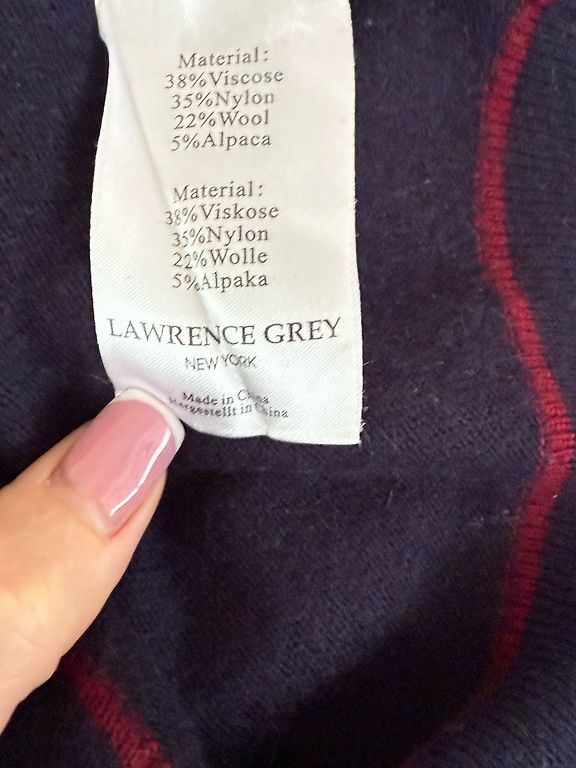 Material:
38%Viscose
35%Nylon
22%Wool
5%Alpaca
Material:
38%Viskose
35%Nylon
22%Wolle
5%Alpaka
LAWRENCE GREY
NEW YORK
Made in China
Hergestellt in China